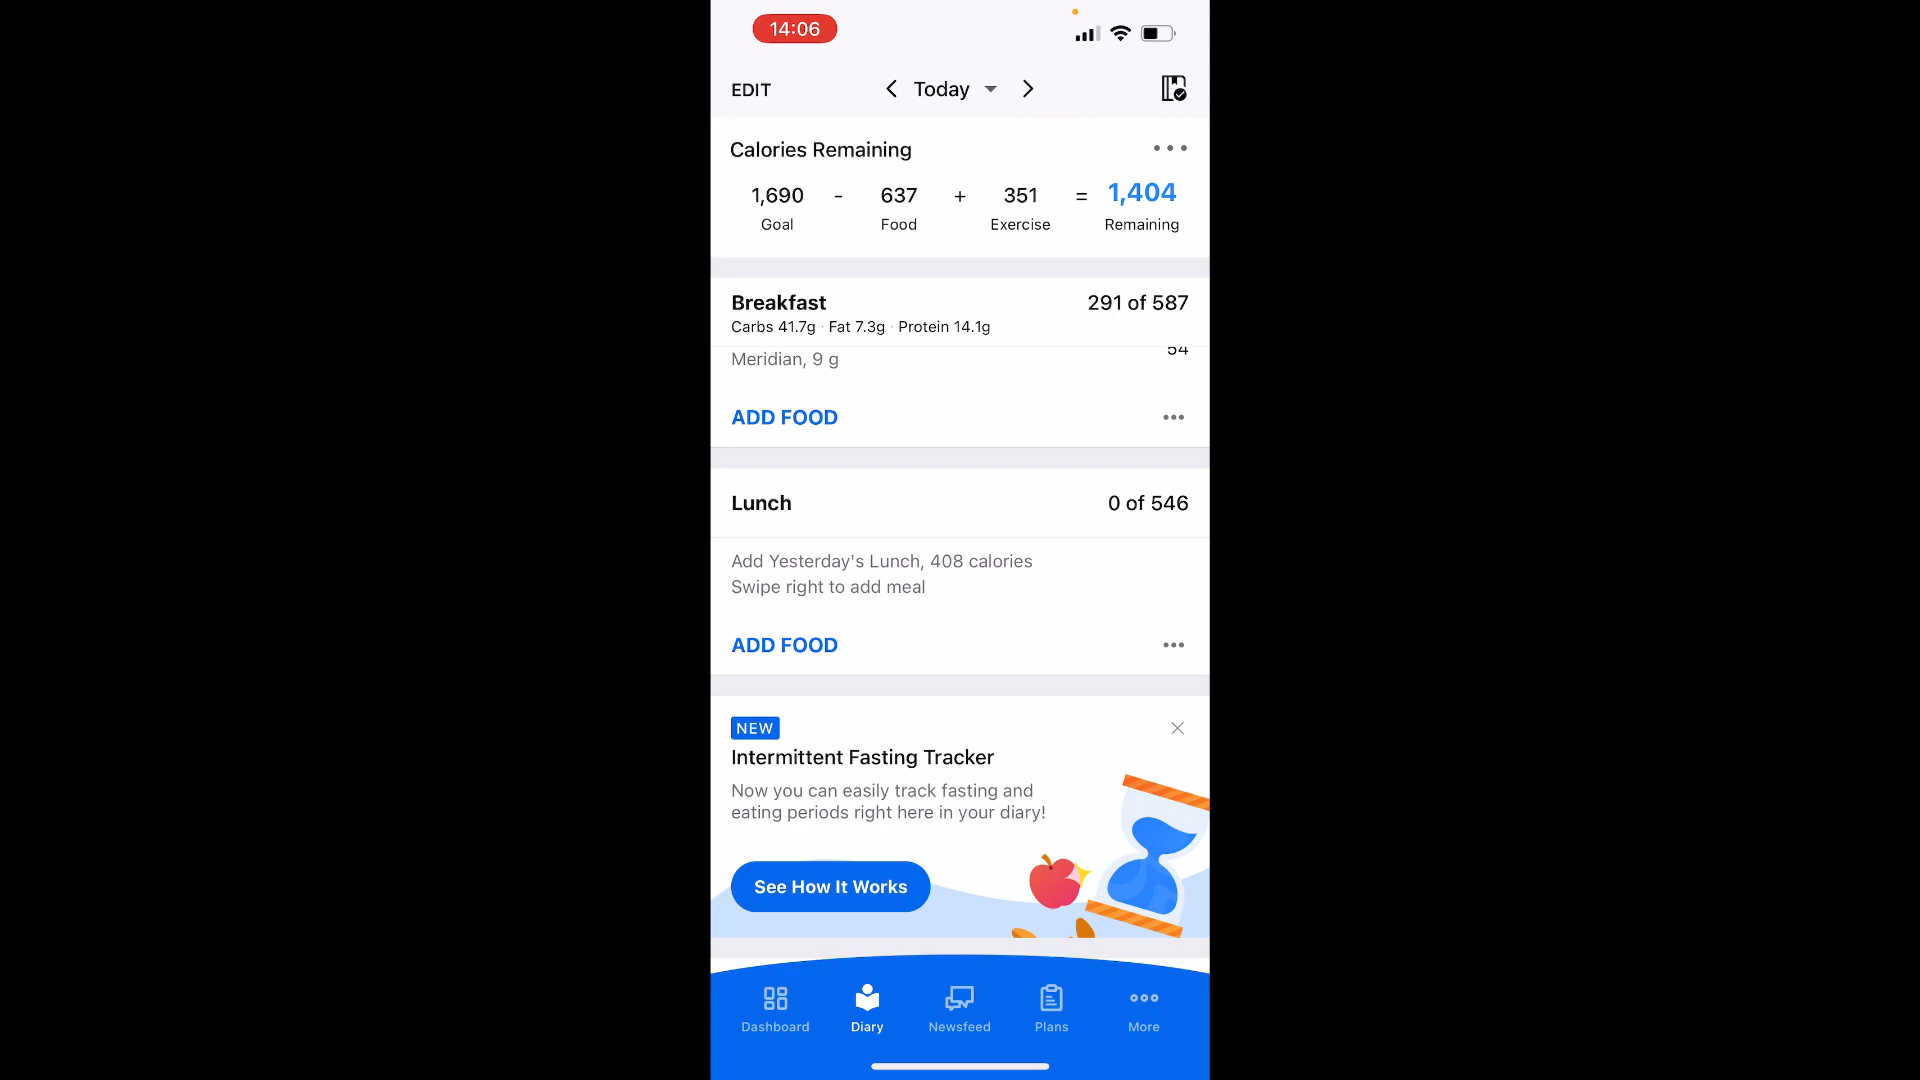 14:06
EDIT
Today
Calories Remaining
1,690 - 637 + 351 = 1,404
Goal Food Exercise Remaining
Breakfast 291 of 587
Carbs 41.7g · Fat 7.3g · Protein 14.1g
Meridian, 9 g 54
ADD FOOD
Lunch 0 of 546
Add Yesterday's Lunch, 408 calories
Swipe right to add meal
ADD FOOD
NEW
Intermittent Fasting Tracker
Now you can easily track fasting and
eating periods right here in your diary!
See How It Works
Dashboard Diary Newsfeed Plans More